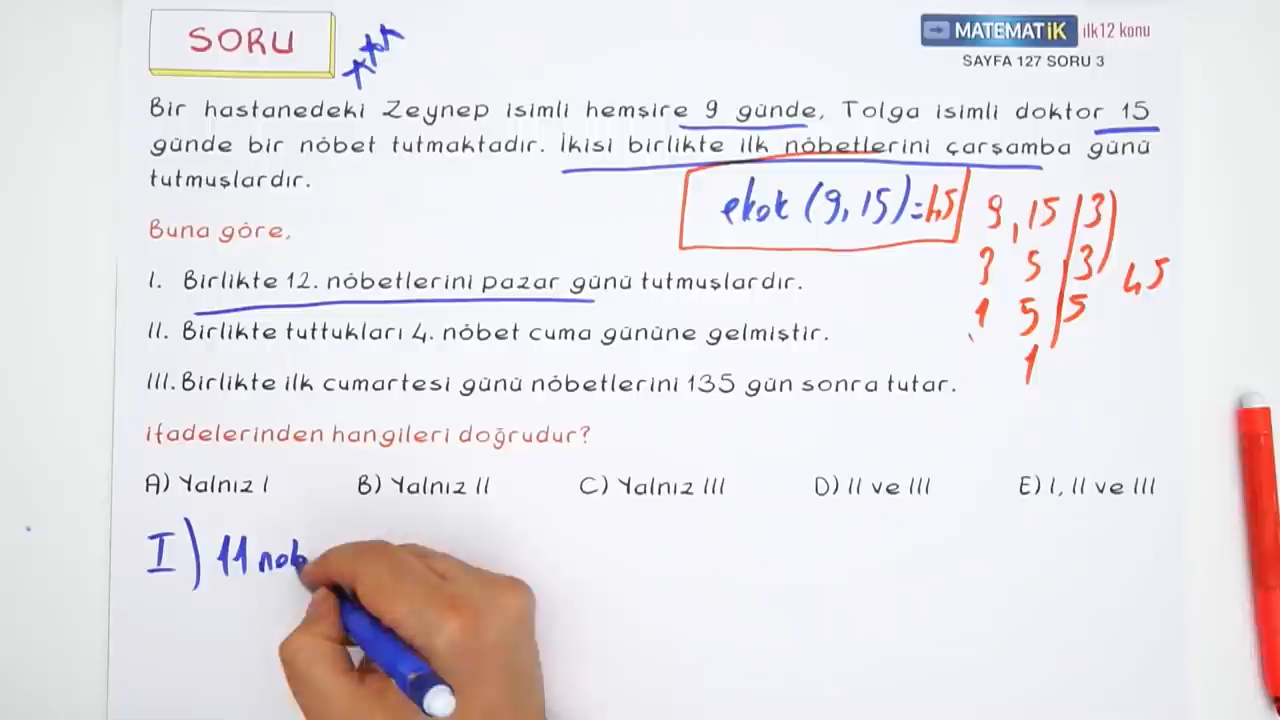 SORU
MATEMATİK ilk12 konu
SAYFA 127 SORU 3
Bir hastanedeki Zeynep isimli hemşire 9 günde, Tolga isimli doktor 15
günde bir nöbet tutmaktadır. İkisi birlikte ilk nöbetlerini çarşamba günü
tutmuşlardır.
ekok (9, 15) = 45
9, 15 3
3 5 3
1 5 5
1
45
Buna göre,
I. Birlikte 12. nöbetlerini pazar günü tutmuşlardır.
II. Birlikte tuttukları 4. nöbet cuma gününe gelmiştir.
III. Birlikte ilk cumartesi günü nöbetlerini 135 gün sonra tutar.
ifadelerinden hangileri doğrudur?
A) Yalnız I B) Yalnız II C) Yalnız III D) II ve III E) I, II ve III
I) 11 nöb